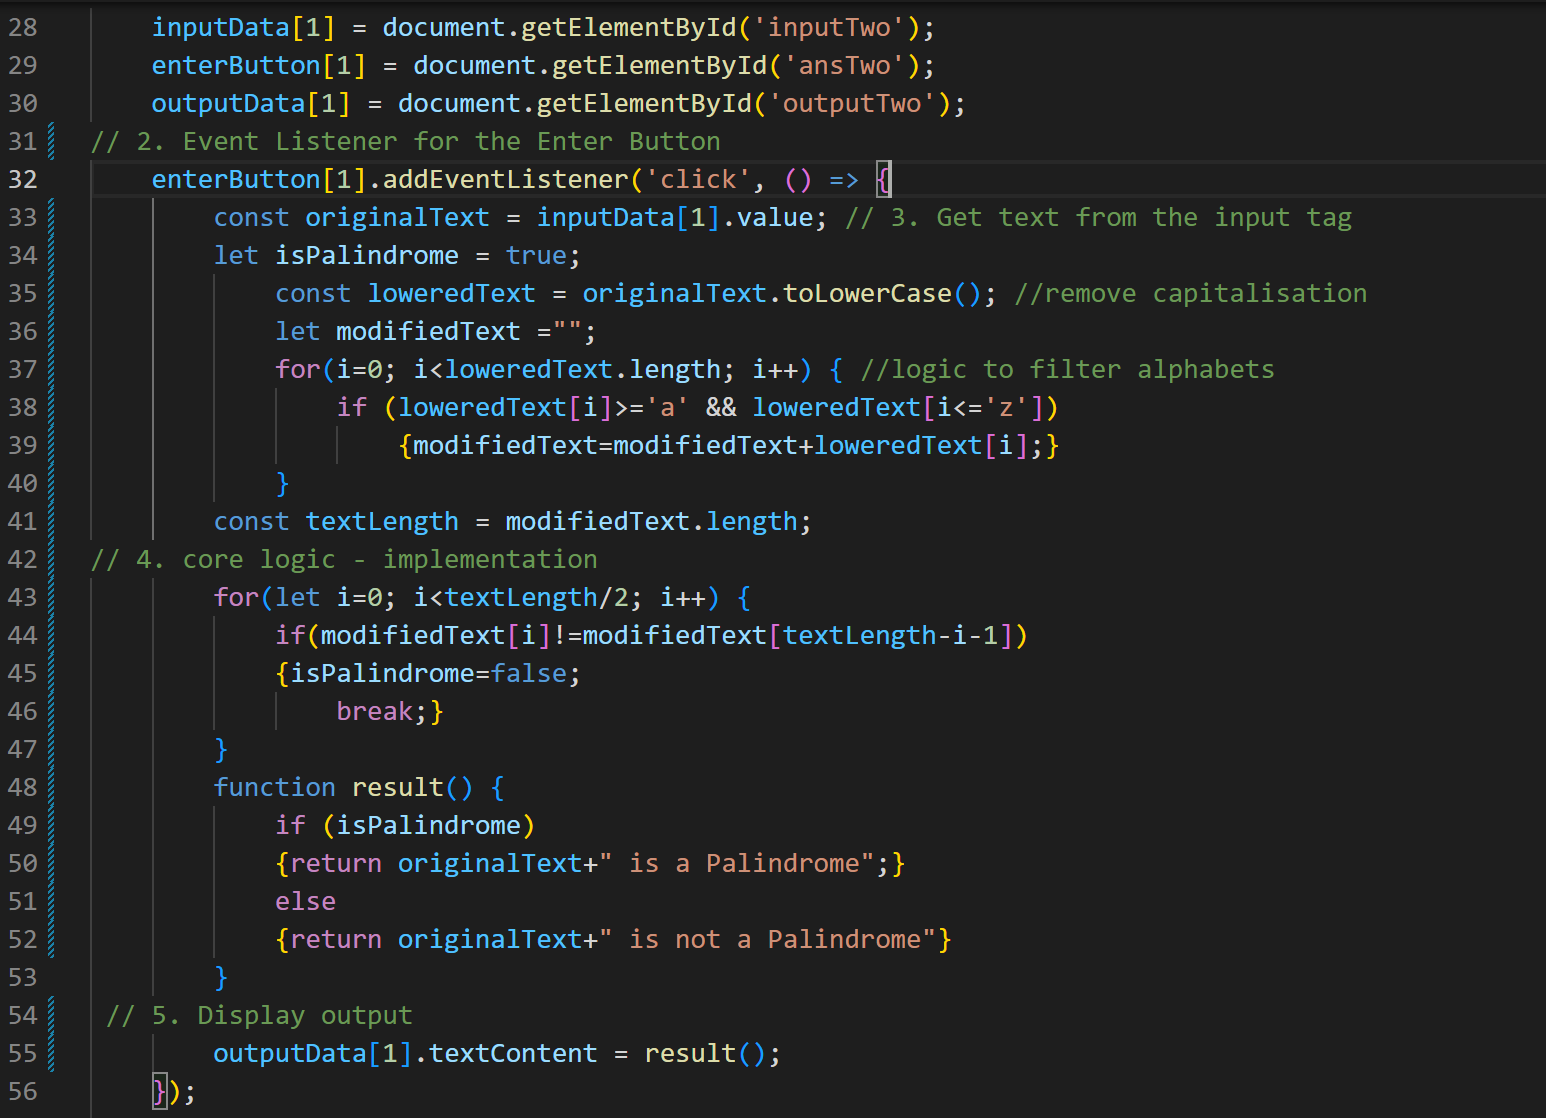 28 inputData[1] = document.getElementById('inputTwo');
29 enterButton[1] = document.getElementById('ansTwo');
30 outputData[1] = document.getElementById('outputTwo');
31 // 2. Event Listener for the Enter Button
32 enterButton[1].addEventListener('click', () => {
33 const originalText = inputData[1].value; // 3. Get text from the input tag
34 let isPalindrome = true;
35 const loweredText = originalText.toLowerCase(); //remove capitalisation
36 let modifiedText ="";
37 for(i=0; i<loweredText.length; i++) { //logic to filter alphabets
38 if (loweredText[i]>='a' && loweredText[i<='z'])
39 {modifiedText=modifiedText+loweredText[i];}
40 }
41 const textLength = modifiedText.length;
42 // 4. core logic - implementation
43 for(let i=0; i<textLength/2; i++) {
44 if(modifiedText[i]!=modifiedText[textLength-i-1])
45 {isPalindrome=false;
46 break;}
47 }
48 function result() {
49 if (isPalindrome)
50 {return originalText+" is a Palindrome";}
51 else
52 {return originalText+" is not a Palindrome"}
53 }
54 // 5. Display output
55 outputData[1].textContent = result();
56 });